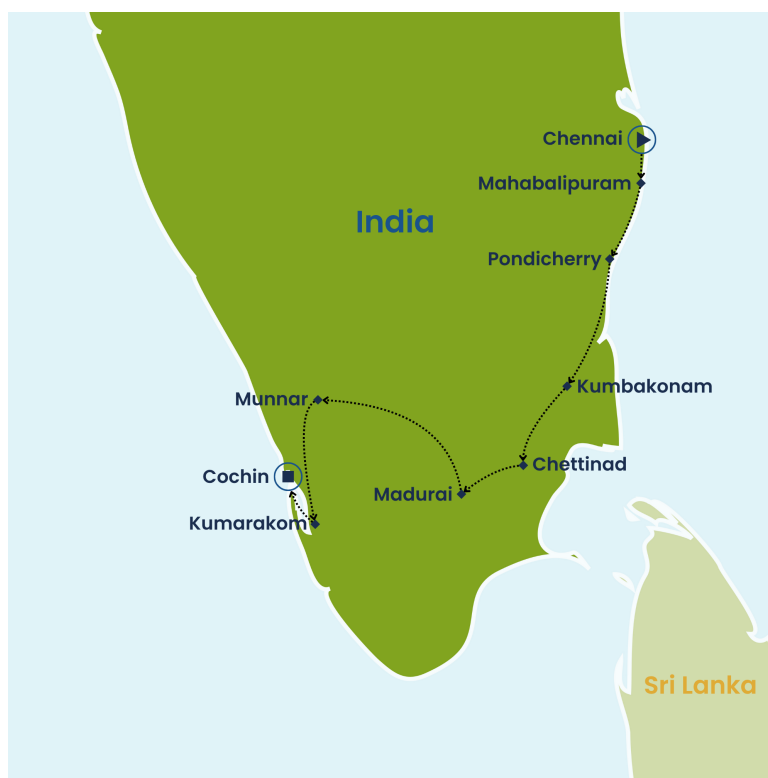 Chennai
Mahabalipuram
India
Pondicherry
Kumbakonam
Munnar
Chettinad
Cochin
Madurai
Kumarakom
Sri Lanka